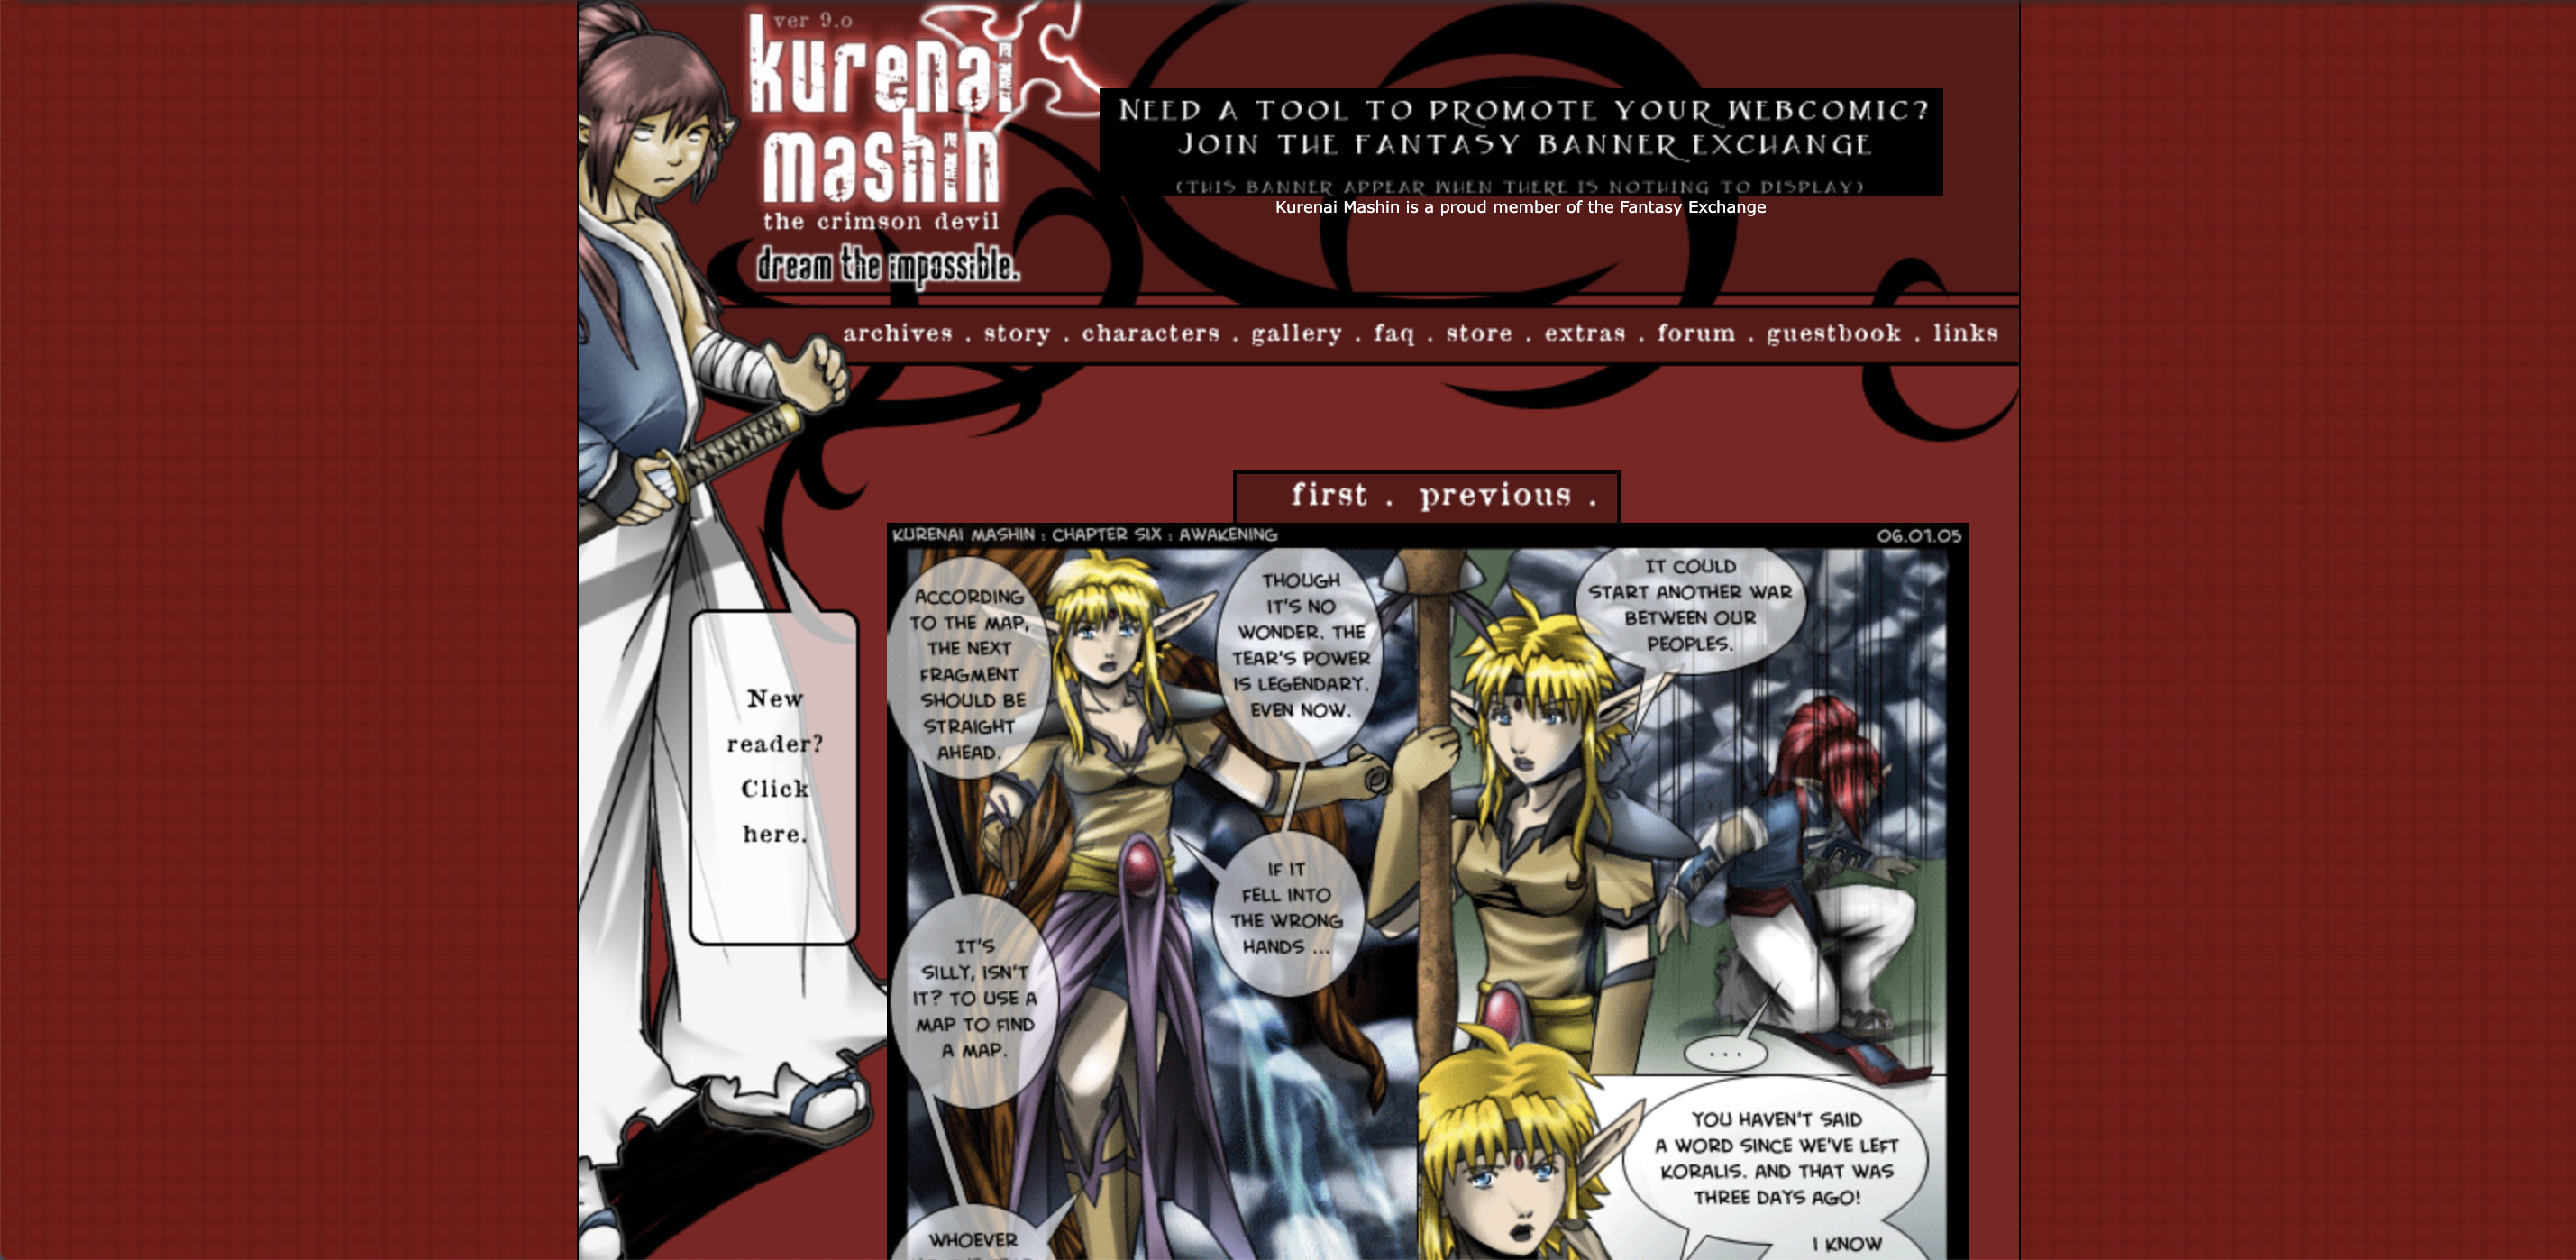 ver 9.0
kurenai
mashin
the crimson devil
dream the impossible.
NEED A TOOL TO PROMOTE YOUR WEBCOMIC?
JOIN THE FANTASY BANNER EXCHANGE
(THIS BANNER APPEAR WHEN THERE IS NOTHING TO DISPLAY)
Kurenai Mashin is a proud member of the Fantasy Exchange
archives . story . characters . gallery . faq . store . extras . forum . guestbook . links
first . previous .
New
reader?
Click
here.
KURENAI MASHIN : CHAPTER SIX : AWAKENING
06.01.05
ACCORDING
TO THE MAP,
THE NEXT
FRAGMENT
SHOULD BE
STRAIGHT
AHEAD.
IT'S
SILLY, ISN'T
IT? TO USE A
MAP TO FIND
A MAP.
WHOEVER
THOUGH
IT'S NO
WONDER. THE
TEAR'S POWER
IS LEGENDARY.
EVEN NOW.
IF IT
FELL INTO
THE WRONG
HANDS ...
IT COULD
START ANOTHER WAR
BETWEEN OUR
PEOPLES.
...
YOU HAVEN'T SAID
A WORD SINCE WE'VE LEFT
KORALIS. AND THAT WAS
THREE DAYS AGO!
I KNOW